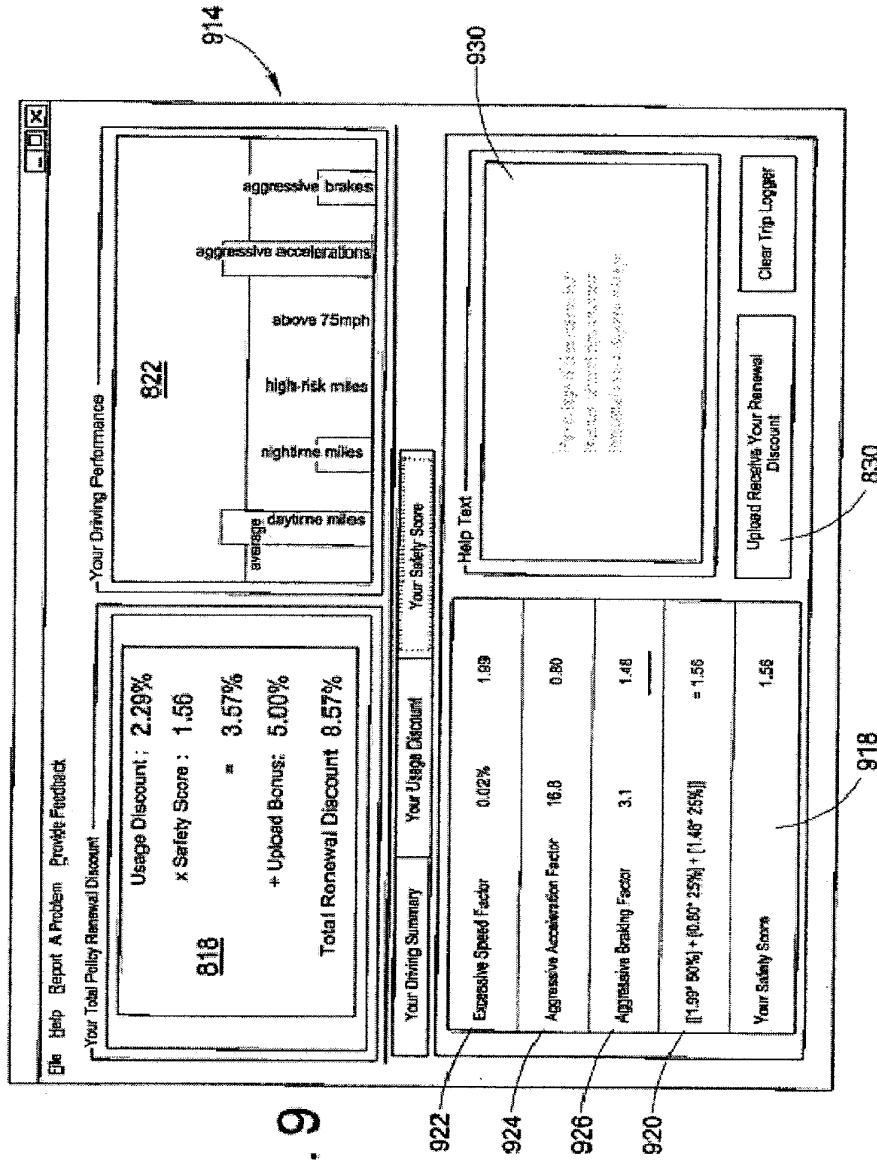 File Help Report A Problem Provide Feedback
Your Total Policy Renewal Discount
Usage Discount : 2.29%
x Safety Score : 1.56
= 3.57%
+ Upload Bonus: 5.00%
Total Renewal Discount 8.57%
818
Your Driving Performance
822
average
daytime miles
nightime miles
high-risk miles
above 75mph
aggressive accelerations
aggressive brakes
914
Your Driving Summary
Your Usage Discount
Your Safety Score
922
Excessive Speed Factor 0.02% 1.99
924
Aggressive Acceleration Factor 16.8 0.80
926
Aggressive Braking Factor 3.1 1.48
920
[[1.99* 50%] + [0.80* 25%] + [1.48* 25%]] = 1.56
Your Safety Score 1.56
918
Help Text
930
Upload Receive Your Renewal
Discount
830
Clear Trip Logger
. 9